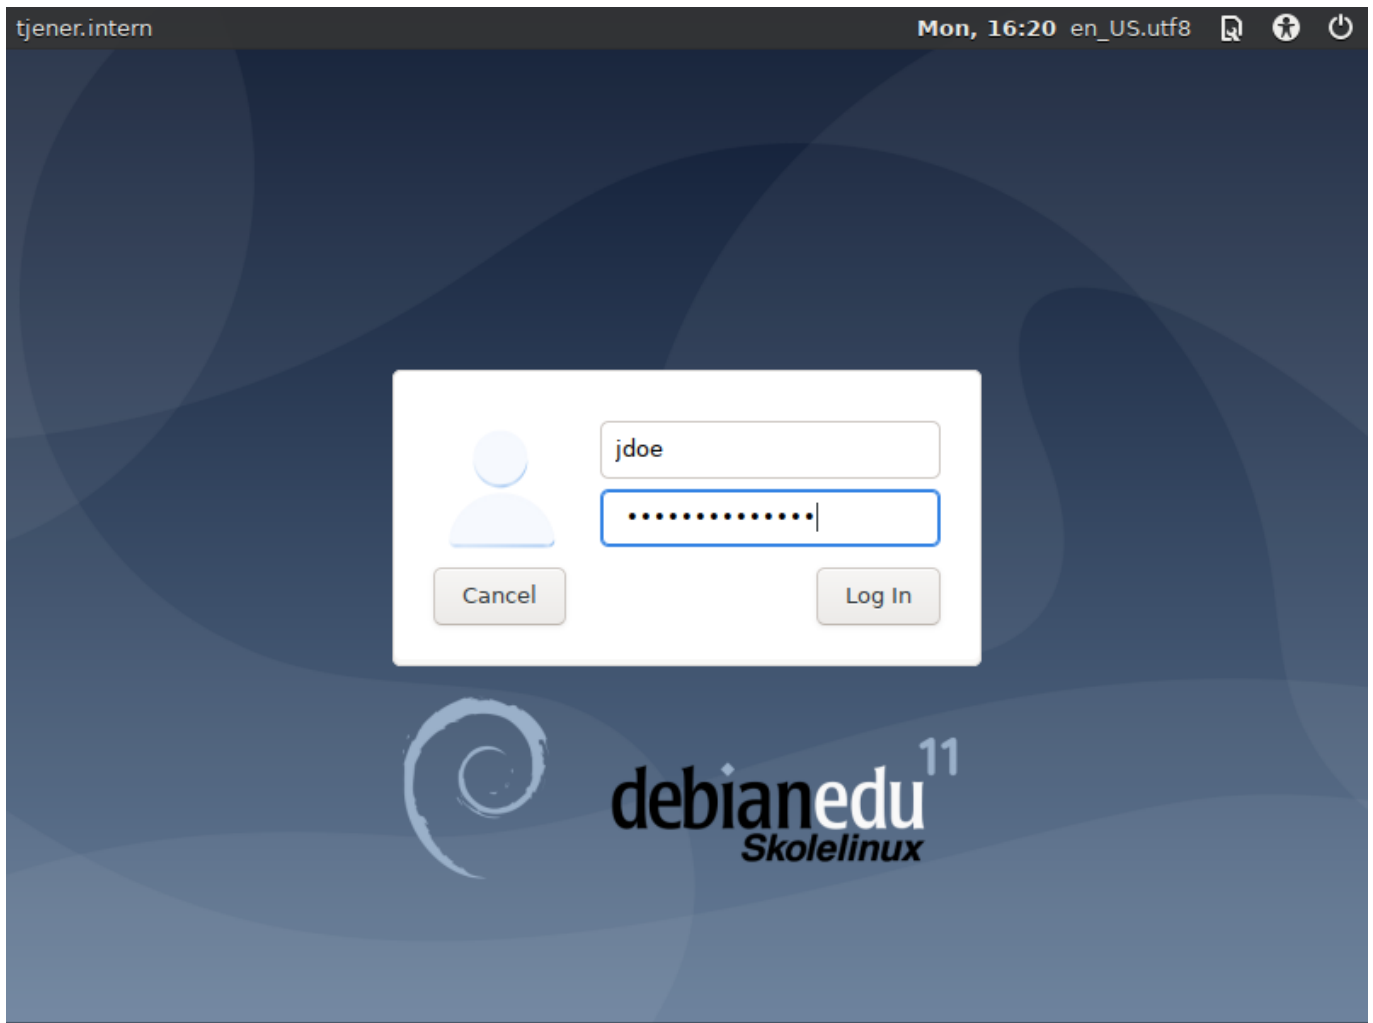 tjener.intern
Mon, 16:20 en_US.utf8
jdoe
••••••••••••••
Cancel
Log In
debianedu 11
Skolelinux